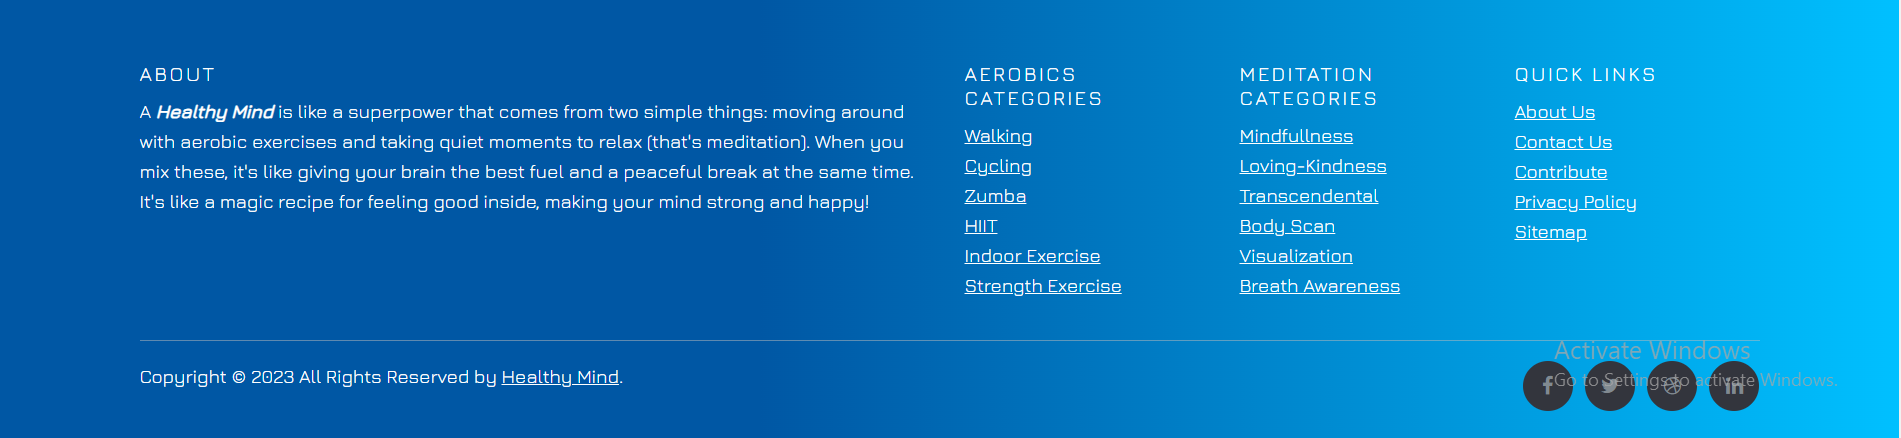 ABOUT
A Healthy Mind is like a superpower that comes from two simple things: moving around
with aerobic exercises and taking quiet moments to relax (that's meditation). When you
mix these, it's like giving your brain the best fuel and a peaceful break at the same time.
It's like a magic recipe for feeling good inside, making your mind strong and happy!
AEROBICS
CATEGORIES
Walking
Cycling
Zumba
HIIT
Indoor Exercise
Strength Exercise
MEDITATION
CATEGORIES
Mindfullness
Loving-Kindness
Transcendental
Body Scan
Visualization
Breath Awareness
QUICK LINKS
About Us
Contact Us
Contribute
Privacy Policy
Sitemap
Copyright © 2023 All Rights Reserved by Healthy Mind.
Activate Windows
Go to Settings to activate Windows.